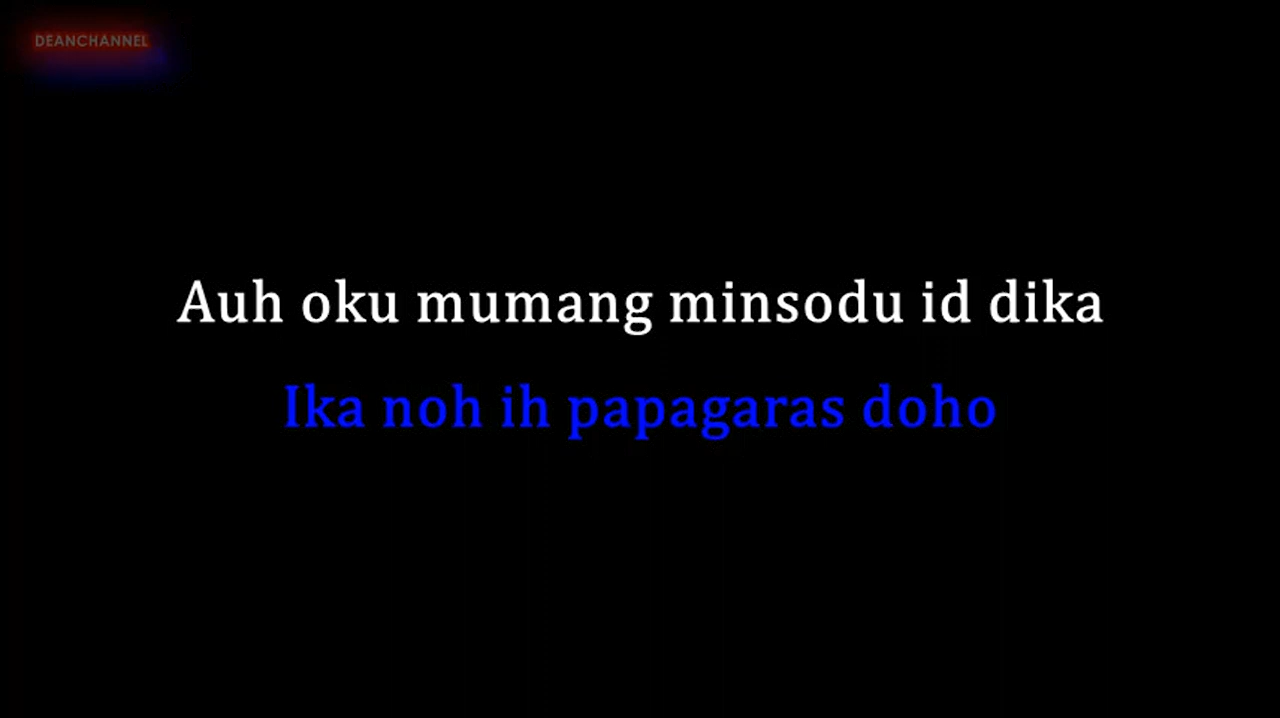 DEANCHANNEL
Auh oku mumang minsodu id dika
Ika noh ih papagaras doho